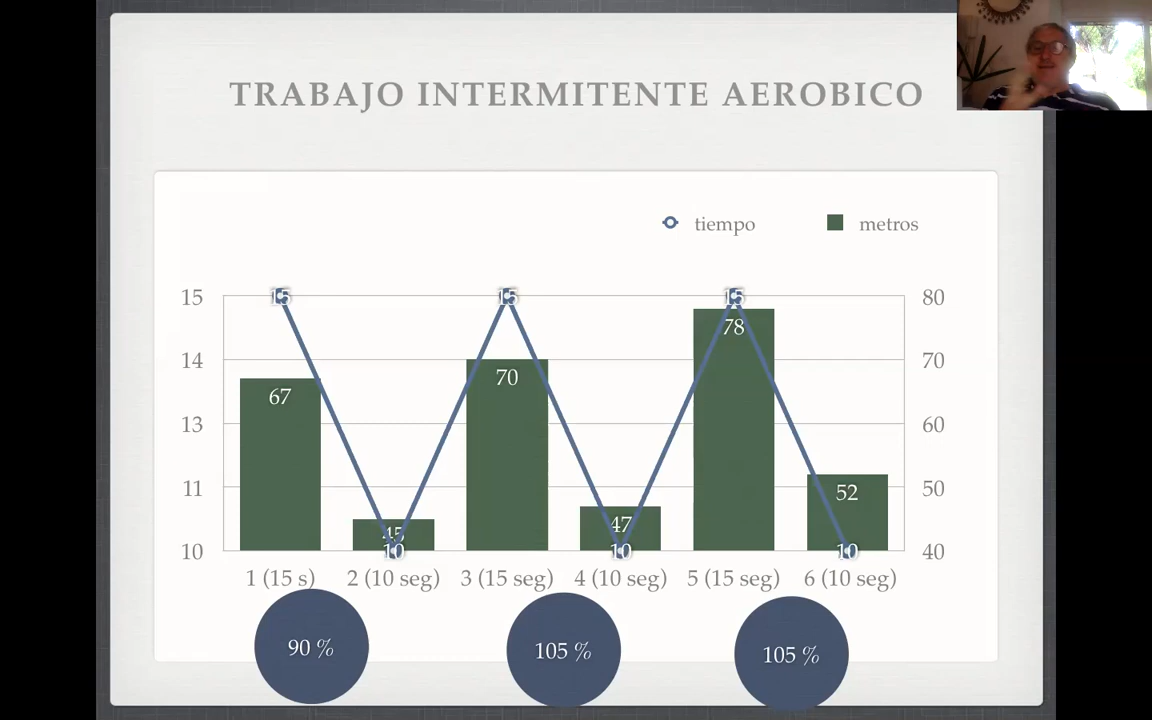 TRABAJO INTERMITENTE AEROBICO
tiempo metros
15 15 15 15 80
78
14 70 70
67
13 60
11 52 50
45 47
10 10 10 10 40
1 (15 s) 2 (10 seg) 3 (15 seg) 4 (10 seg) 5 (15 seg) 6 (10 seg)
90 % 105 % 105 %